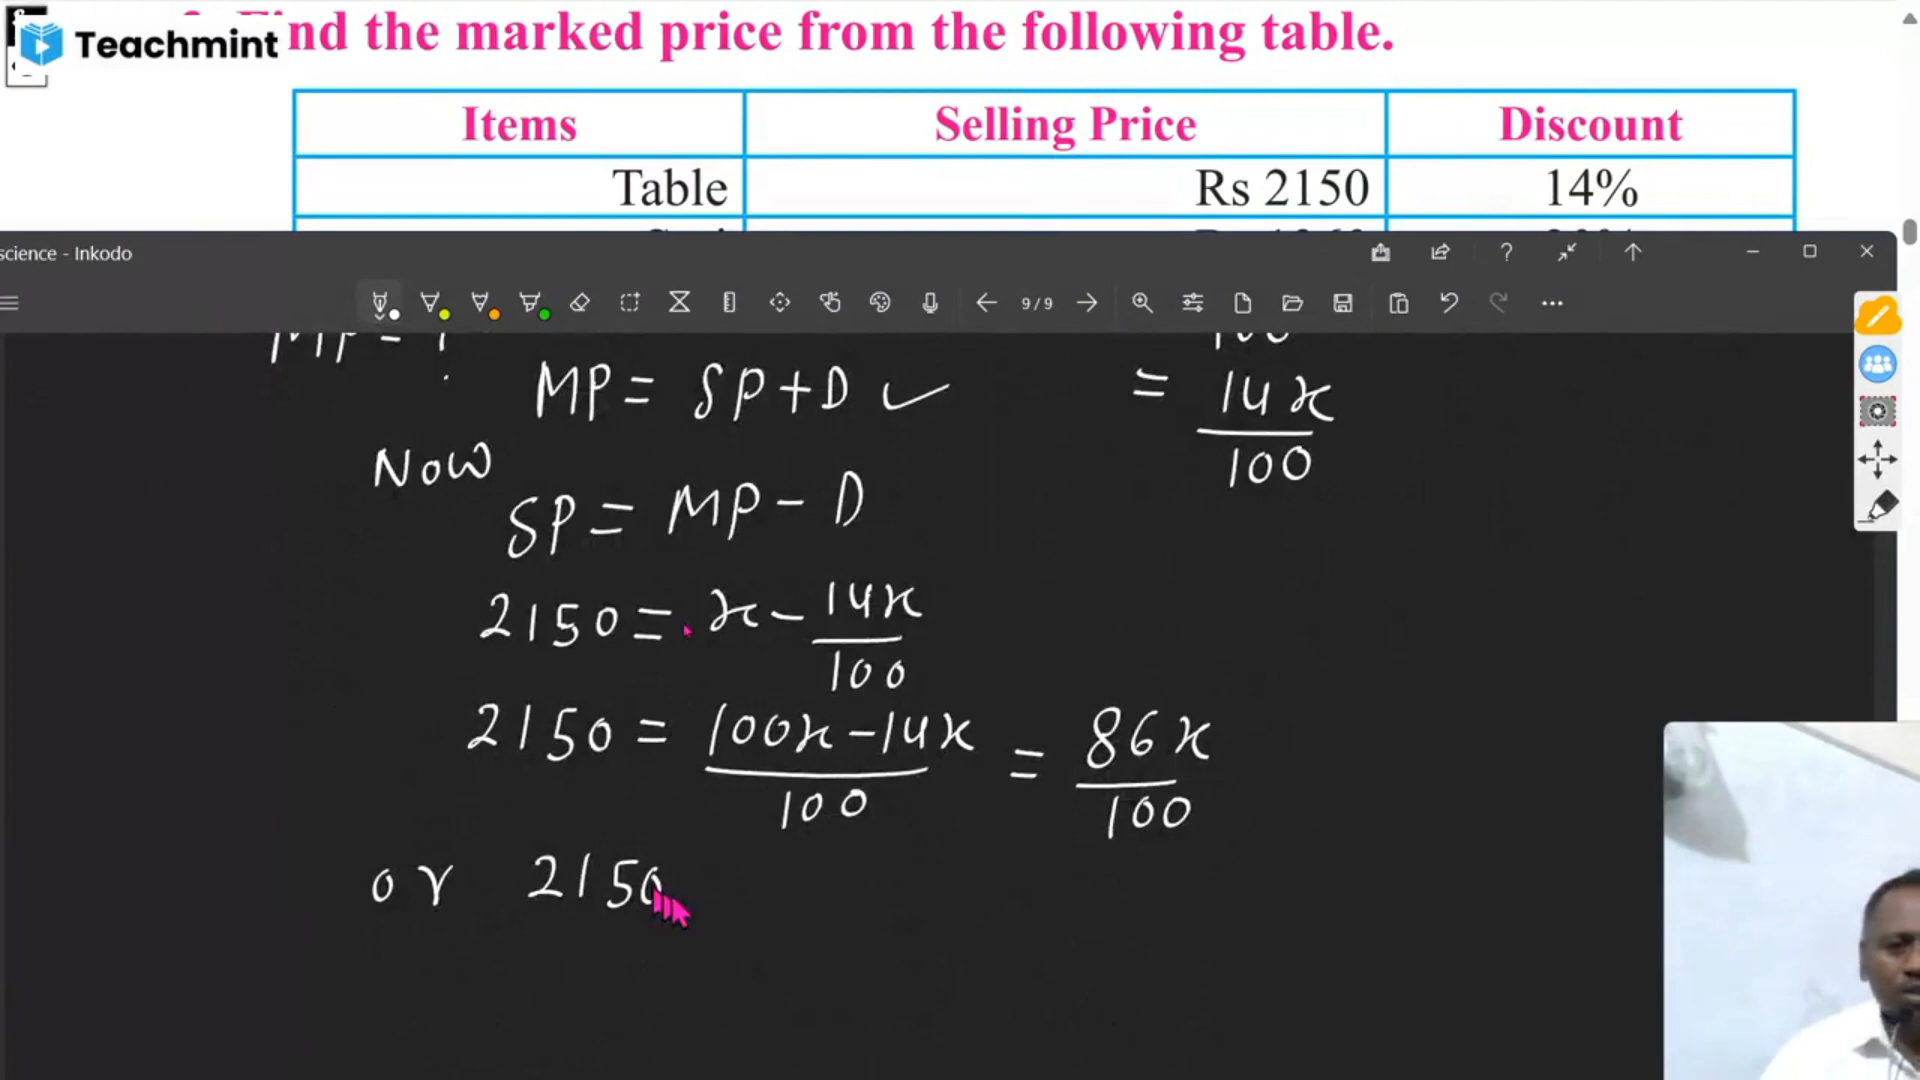 Teachmint
nd the marked price from the following table.
Items Selling Price Discount
Table Rs 2150 14%
science - Inkodo
9/9
MP = ?
100
MP = SP + D ✓
= 14x
100
Now
SP = MP - D
2150 = x - 14x
100
2150 = 100x - 14x = 86x
100 100
or 2150